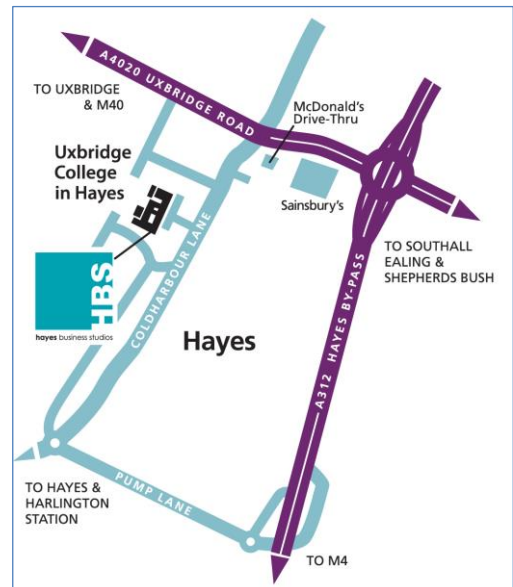 A4020 UXBRIDGE ROAD
TO UXBRIDGE
& M40
McDonald's
Drive-Thru
Uxbridge
College
in Hayes
Sainsbury's
TO SOUTHALL
EALING &
SHEPHERDS BUSH
HBS
hayes business studios
COLDHARBOUR LANE
Hayes
A312 HAYES BY-PASS
PUMP LANE
TO HAYES &
HARLINGTON
STATION
TO M4